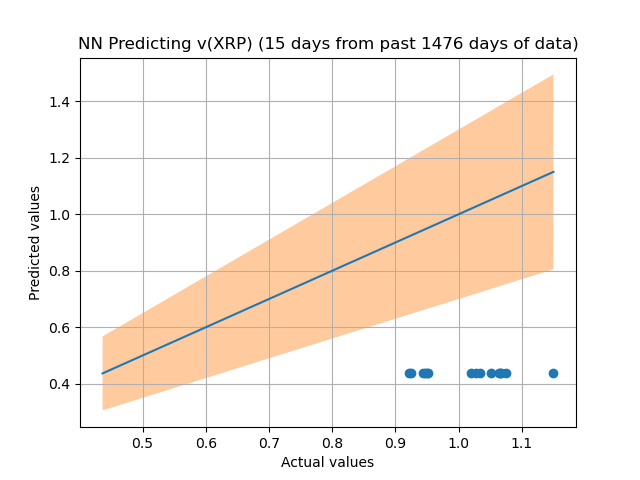 NN Predicting v(XRP) (15 days from past 1476 days of data)
1.4
1.2
1.0
0.8
0.6
0.4
Predicted values
0.5 0.6 0.7 0.8 0.9 1.0 1.1
Actual values